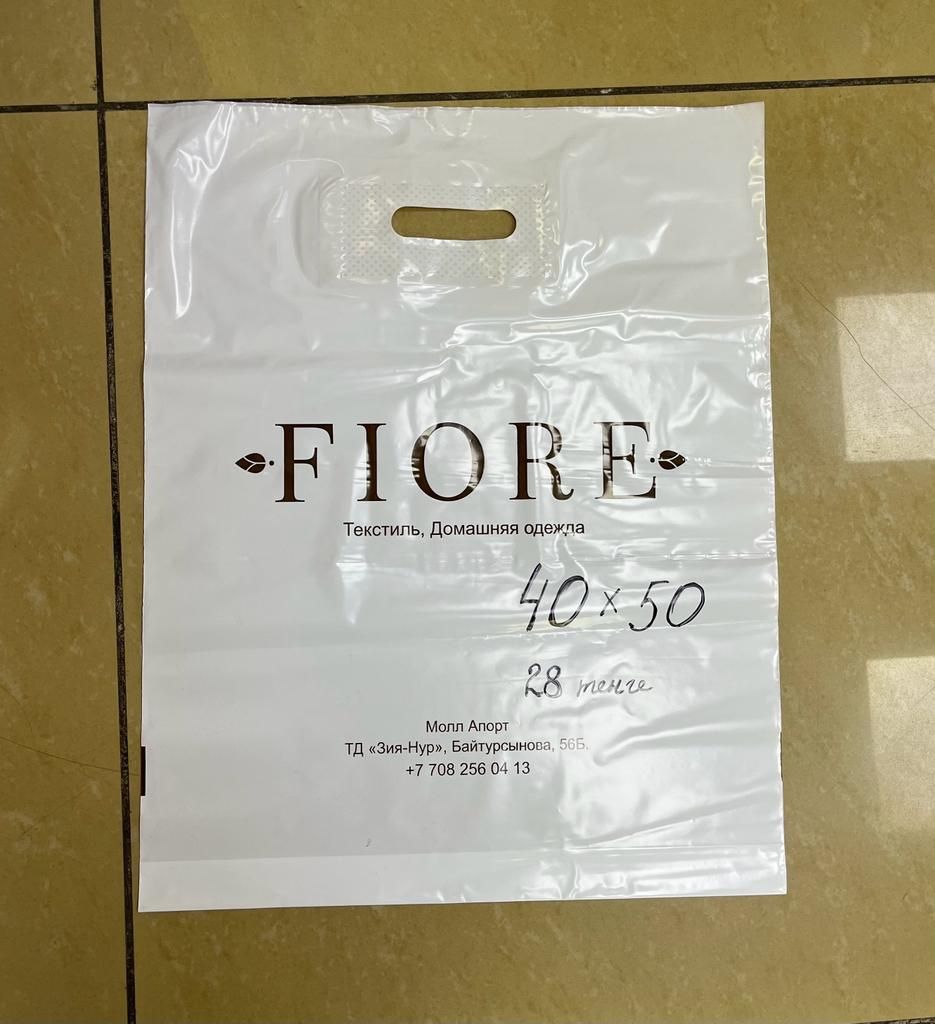 FIORE
Текстиль, Домашняя одежда
40 x 50
28 тенге
Молл Апорт
ТД «Зия-Нур», Байтурсынова, 56Б.
+7 708 256 04 13